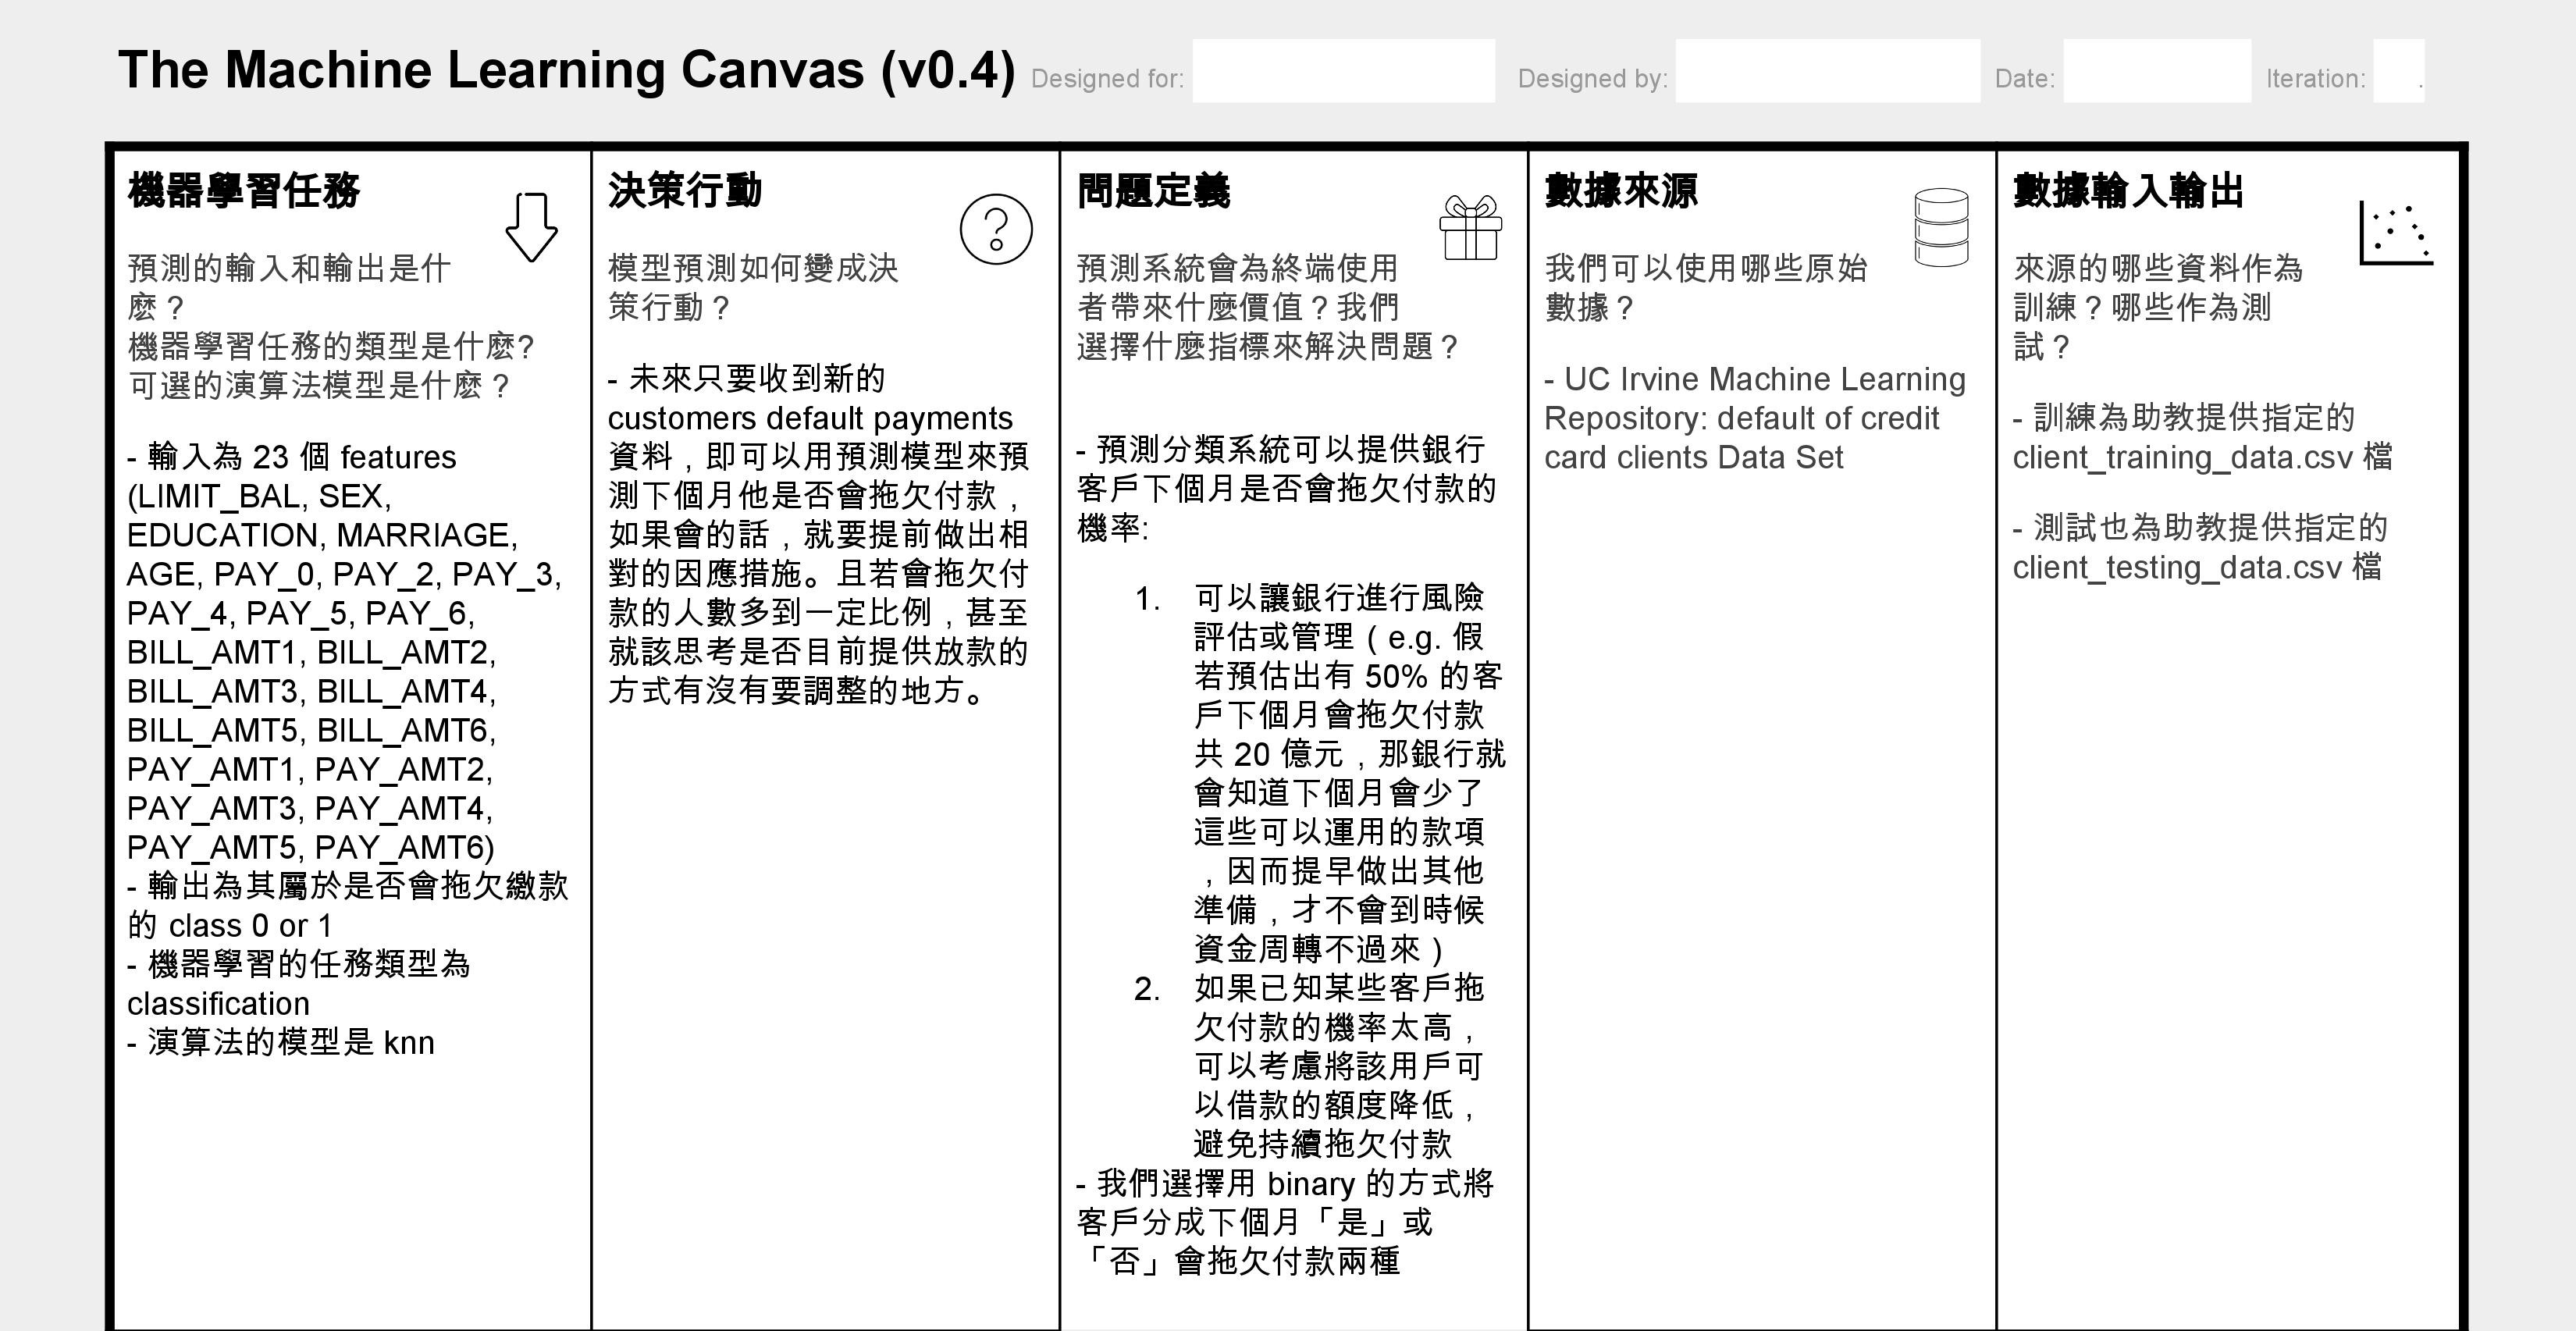 The Machine Learning Canvas (v0.4)
Designed for:
Designed by:
Date:
Iteration:
.
機器學習任務
預測的輸入和輸出是什
麼？
機器學習任務的類型是什麼?
可選的演算法模型是什麼？
- 輸入為 23 個 features
(LIMIT_BAL, SEX,
EDUCATION, MARRIAGE,
AGE, PAY_0, PAY_2, PAY_3,
PAY_4, PAY_5, PAY_6,
BILL_AMT1, BILL_AMT2,
BILL_AMT3, BILL_AMT4,
BILL_AMT5, BILL_AMT6,
PAY_AMT1, PAY_AMT2,
PAY_AMT3, PAY_AMT4,
PAY_AMT5, PAY_AMT6)
- 輸出為其屬於是否會拖欠繳款
的 class 0 or 1
- 機器學習的任務類型為
classification
- 演算法的模型是 knn
決策行動
模型預測如何變成決
策行動？
- 未來只要收到新的
customers default payments
資料，即可以用預測模型來預
測下個月他是否會拖欠付款，
如果會的話，就要提前做出相
對的因應措施。且若會拖欠付
款的人數多到一定比例，甚至
就該思考是否目前提供放款的
方式有沒有要調整的地方。
問題定義
預測系統會為終端使用
者帶來什麼價值？我們
選擇什麼指標來解決問題？
- 預測分類系統可以提供銀行
客戶下個月是否會拖欠付款的
機率:
1. 可以讓銀行進行風險
評估或管理（e.g. 假
若預估出有 50% 的客
戶下個月會拖欠付款
共 20 億元，那銀行就
會知道下個月會少了
這些可以運用的款項
，因而提早做出其他
準備，才不會到時候
資金周轉不過來）
2. 如果已知某些客戶拖
欠付款的機率太高，
可以考慮將該用戶可
以借款的額度降低，
避免持續拖欠付款
- 我們選擇用 binary 的方式將
客戶分成下個月「是」或
「否」會拖欠付款兩種
數據來源
我們可以使用哪些原始
數據？
- UC Irvine Machine Learning
Repository: default of credit
card clients Data Set
數據輸入輸出
來源的哪些資料作為
訓練？哪些作為測
試？
- 訓練為助教提供指定的
client_training_data.csv 檔
- 測試也為助教提供指定的
client_testing_data.csv 檔